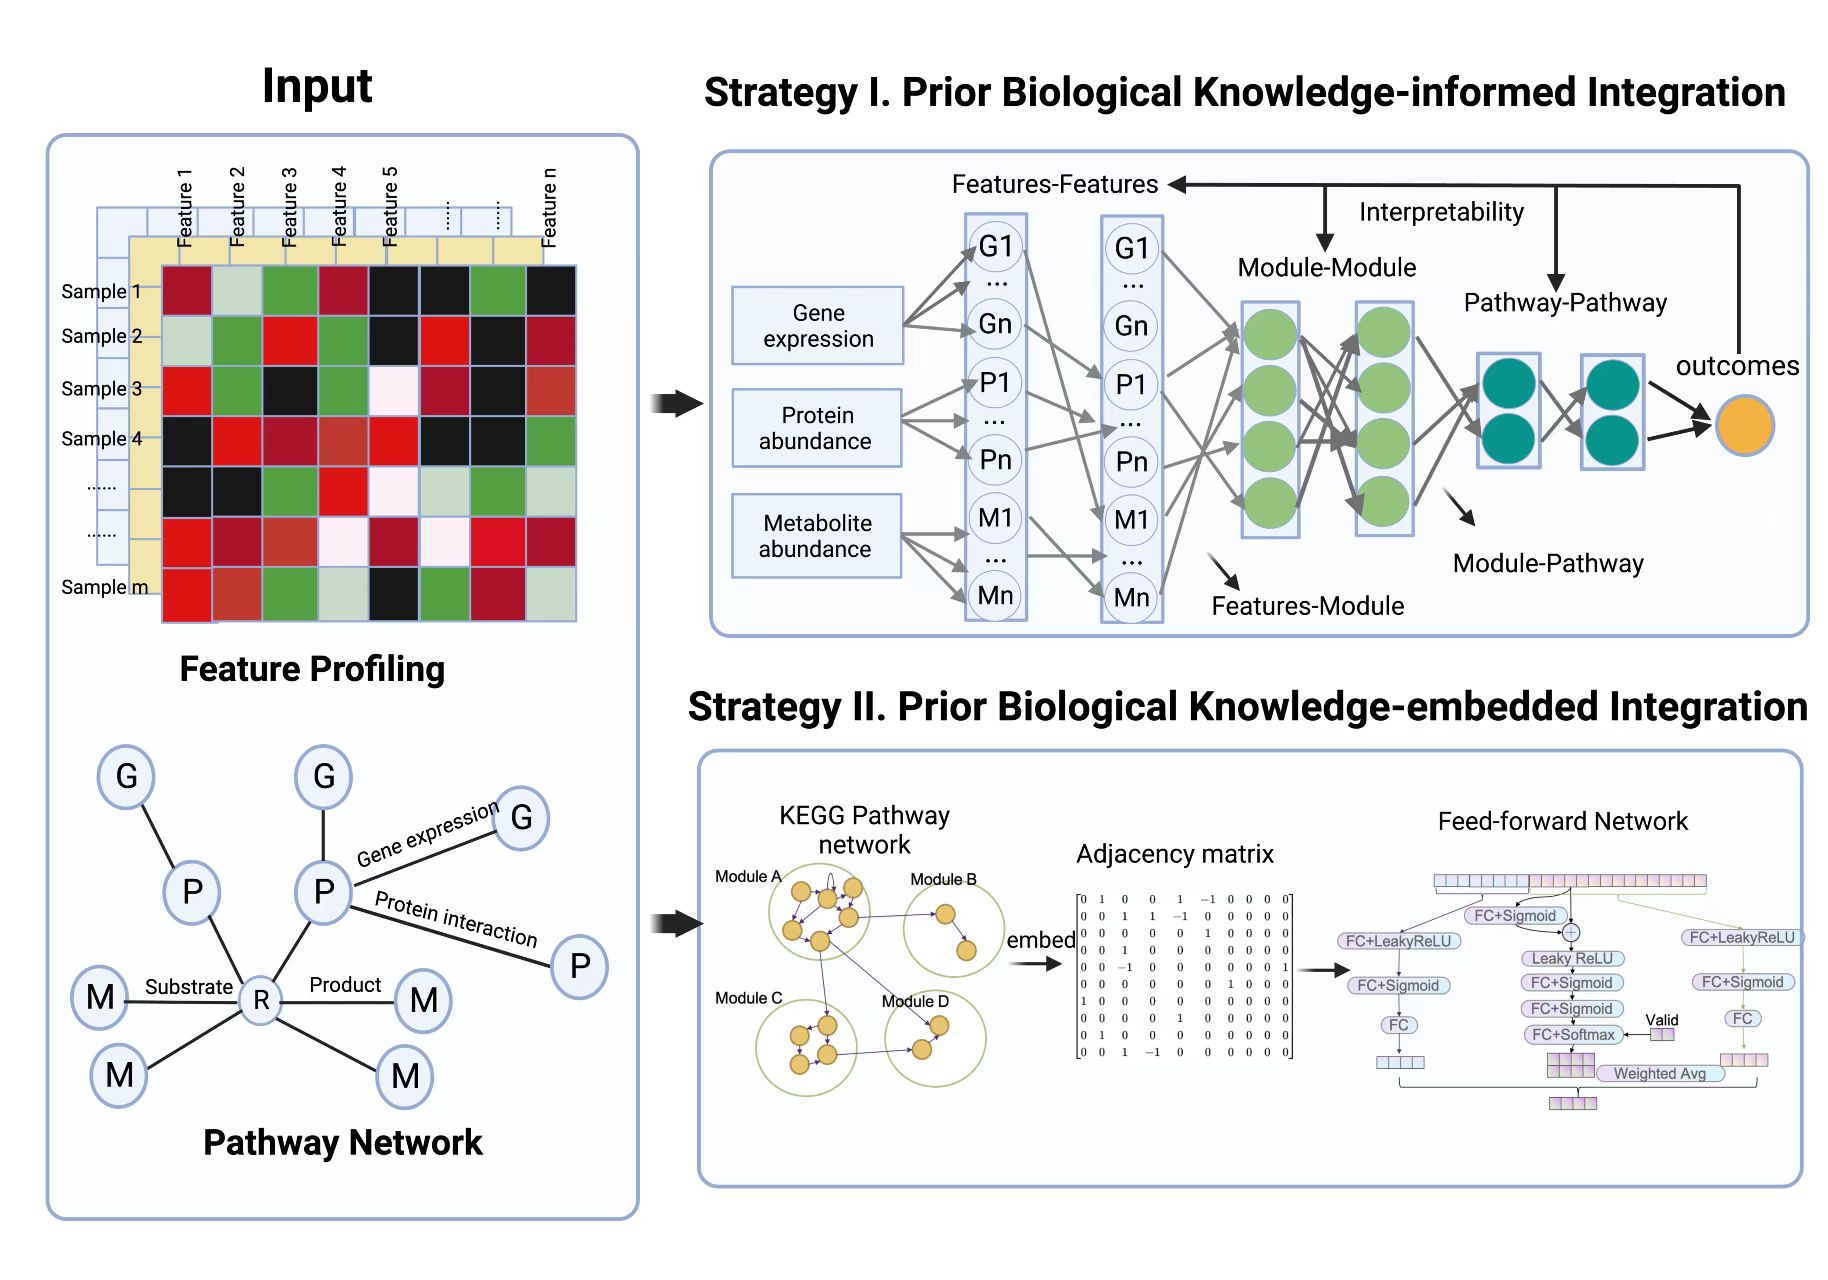 Input
Feature 1
Feature 2
Feature 3
Feature 4
Feature 5
......
......
Feature n
Sample 1
Sample 2
Sample 3
Sample 4
......
......
Sample m
Feature Profiling
G
G
G
Gene expression
P
P
Protein interaction
P
M
Substrate
R
Product
M
M
M
Pathway Network
Strategy I. Prior Biological Knowledge-informed Integration
Features-Features
Interpretability
Module-Module
Pathway-Pathway
outcomes
Gene
expression
Protein
abundance
Metabolite
abundance
G1
...
Gn
P1
...
Pn
M1
...
Mn
G1
...
Gn
P1
...
Pn
M1
...
Mn
Module-Pathway
Features-Module
Strategy II. Prior Biological Knowledge-embedded Integration
KEGG Pathway
network
Module A
Module B
Module C
Module D
embed
Adjacency matrix
0 1 0 0 1 −1 0 0 0 0
0 0 1 1 −1 0 0 0 0 0
0 0 0 0 0 1 0 0 0 0
0 0 1 0 0 0 0 0 0 0
0 0 −1 0 0 0 0 0 0 1
0 0 0 0 0 0 1 0 0 0
1 0 0 0 0 0 0 0 0 0
0 0 0 0 1 0 0 0 0 0
0 1 0 0 0 0 0 0 0 0
0 0 1 −1 0 0 0 0 0 0
Feed-forward Network
FC+Sigmoid
+
FC+LeakyReLU
FC+LeakyReLU
Leaky ReLU
FC+Sigmoid
FC+Sigmoid
FC+Sigmoid
FC+Sigmoid
FC
FC
Valid
FC+Softmax
Weighted Avg